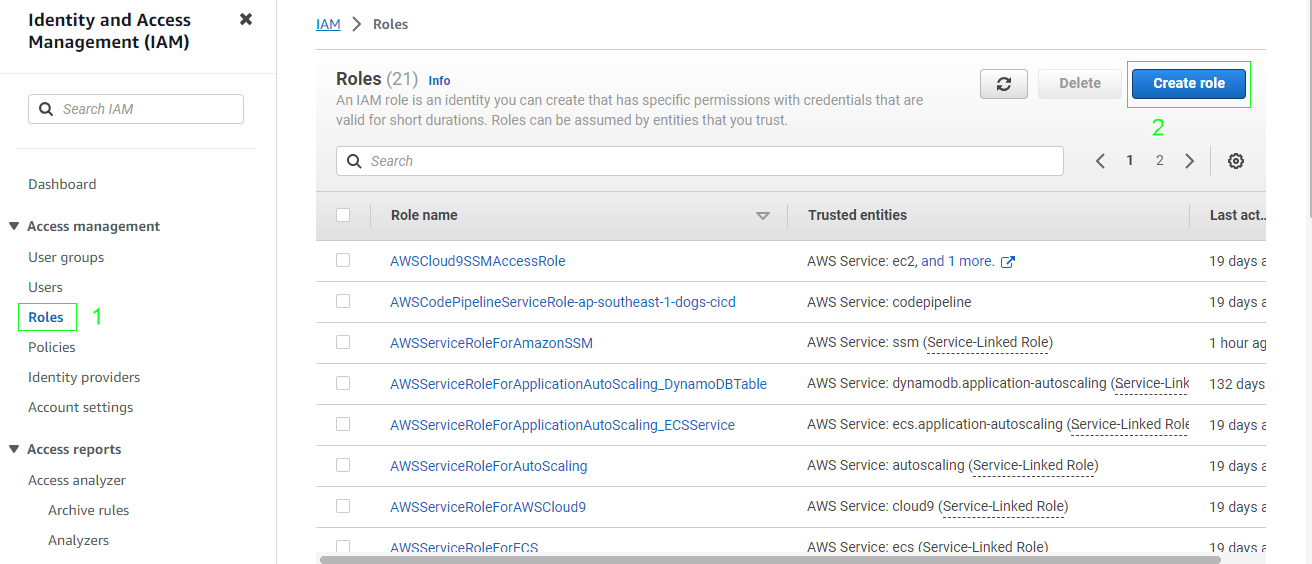 Identity and Access
Management (IAM)
Search IAM
Dashboard
Access management
User groups
Users
Roles
1
Policies
Identity providers
Account settings
Access reports
Access analyzer
Archive rules
Analyzers
IAM > Roles
Roles (21) Info
Delete
Create role
An IAM role is an identity you can create that has specific permissions with credentials that are
valid for short durations. Roles can be assumed by entities that you trust.
2
Search
1 2
Role name Trusted entities Last act..
AWSCloud9SSMAccessRole AWS Service: ec2, and 1 more. 19 days a
AWSCodePipelineServiceRole-ap-southeast-1-dogs-cicd AWS Service: codepipeline 19 days a
AWSServiceRoleForAmazonSSM AWS Service: ssm (Service-Linked Role) 1 hour ag
AWSServiceRoleForApplicationAutoScaling_DynamoDBTable AWS Service: dynamodb.application-autoscaling (Service-Link 132 days
AWSServiceRoleForApplicationAutoScaling_ECSService AWS Service: ecs.application-autoscaling (Service-Linked Role 19 days a
AWSServiceRoleForAutoScaling AWS Service: autoscaling (Service-Linked Role) 19 days a
AWSServiceRoleForAWSCloud9 AWS Service: cloud9 (Service-Linked Role) 19 days a
AWSServiceRoleForECS AWS Service: ecs (Service-Linked Role) 19 days a